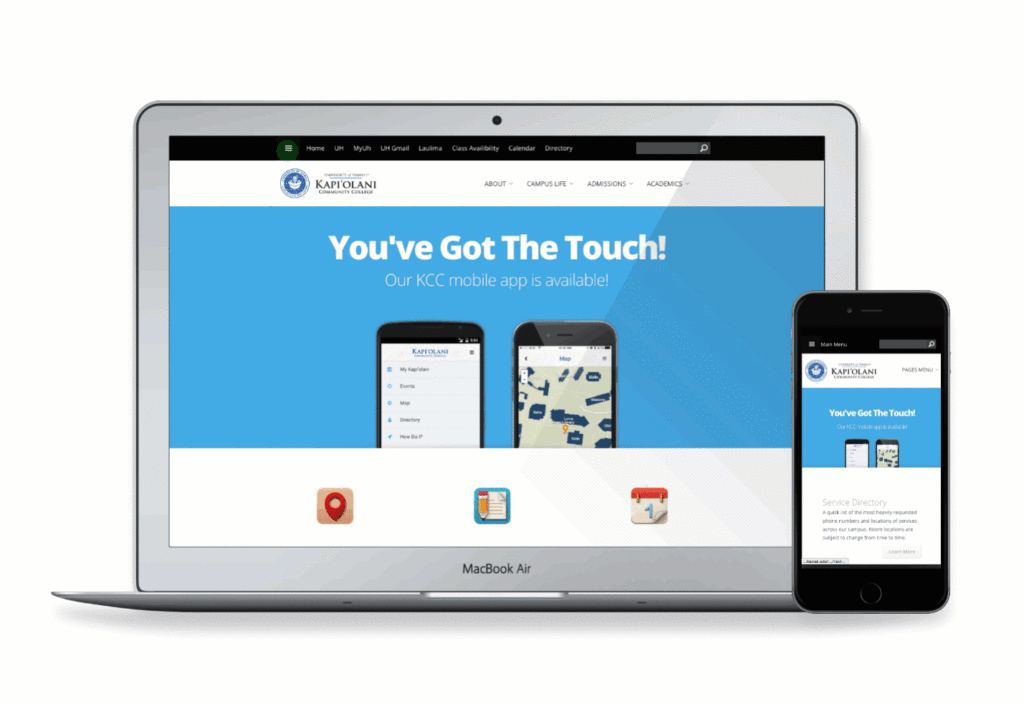 Home UH MyUh UH Gmail Laulima Class Availibility Calendar Directory
KAPI'OLANI
COMMUNITY COLLEGE
ABOUT CAMPUS LIFE ADMISSIONS ACADEMICS
You've Got The Touch!
Our KCC mobile app is available!
KAPI'OLANI
My Kapi'olani
Events
Map
Directory
How Do I?
Map
1
MacBook Air
Main Menu
KAPI'OLANI
COMMUNITY COLLEGE
PAGES MENU
You've Got The Touch!
Our KCC mobile app is available!
Service Directory
A quick list of the most heavily requested
phone numbers and locations of services
across our campus. Room locations are
subject to change from time to time.
Learn More